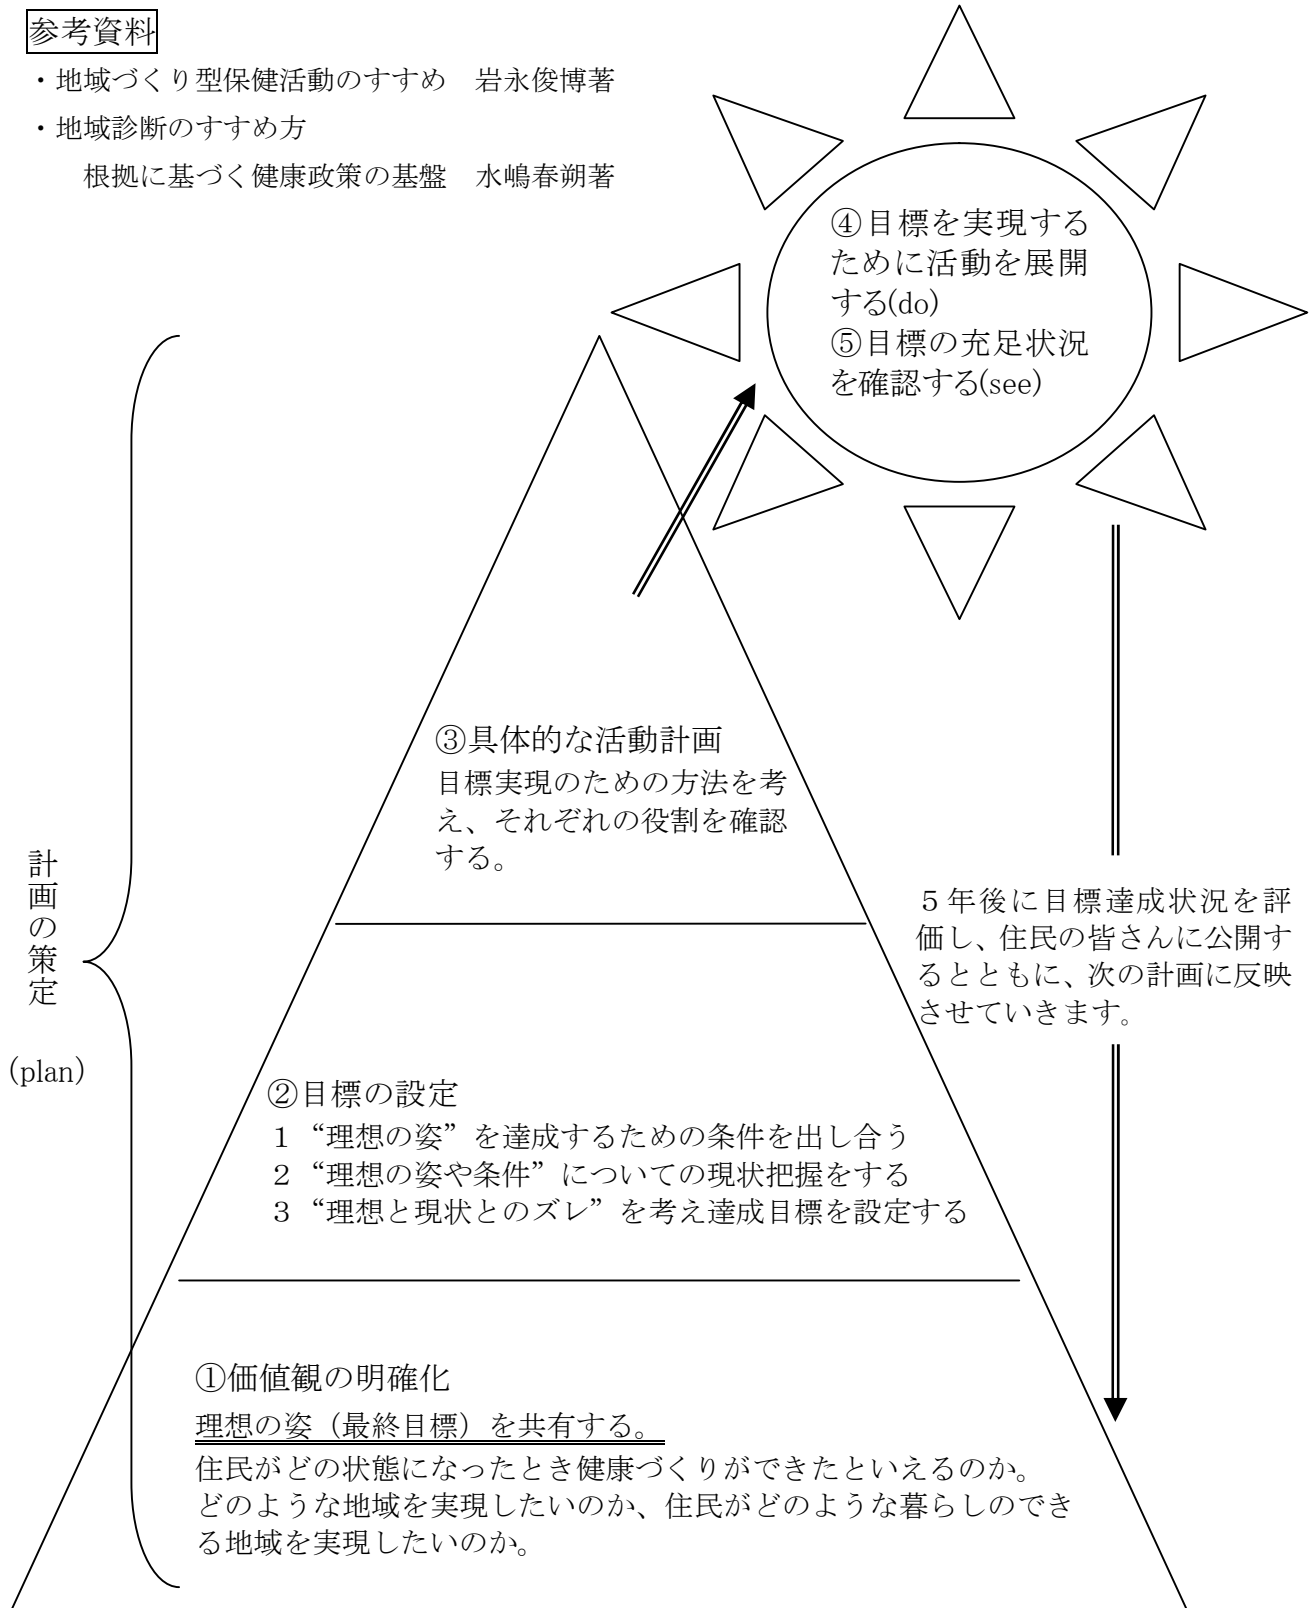 参考資料
・地域づくり型保健活動のすすめ　岩永俊博著
・地域診断のすすめ方
根拠に基づく健康政策の基盤　水嶋春朔著
④目標を実現する
ために活動を展開
する(do)
⑤目標の充足状況
を確認する(see)
③具体的な活動計画
目標実現のための方法を考
え、それぞれの役割を確認
する。
計画の策定
(plan)
５年後に目標達成状況を評
価し、住民の皆さんに公開す
るとともに、次の計画に反映
させていきます。
②目標の設定
１“理想の姿”を達成するための条件を出し合う
２“理想の姿や条件”についての現状把握をする
３“理想と現状とのズレ”を考え達成目標を設定する
①価値観の明確化
理想の姿（最終目標）を共有する。
住民がどの状態になったとき健康づくりができたといえるのか。
どのような地域を実現したいのか、住民がどのような暮らしのでき
る地域を実現したいのか。